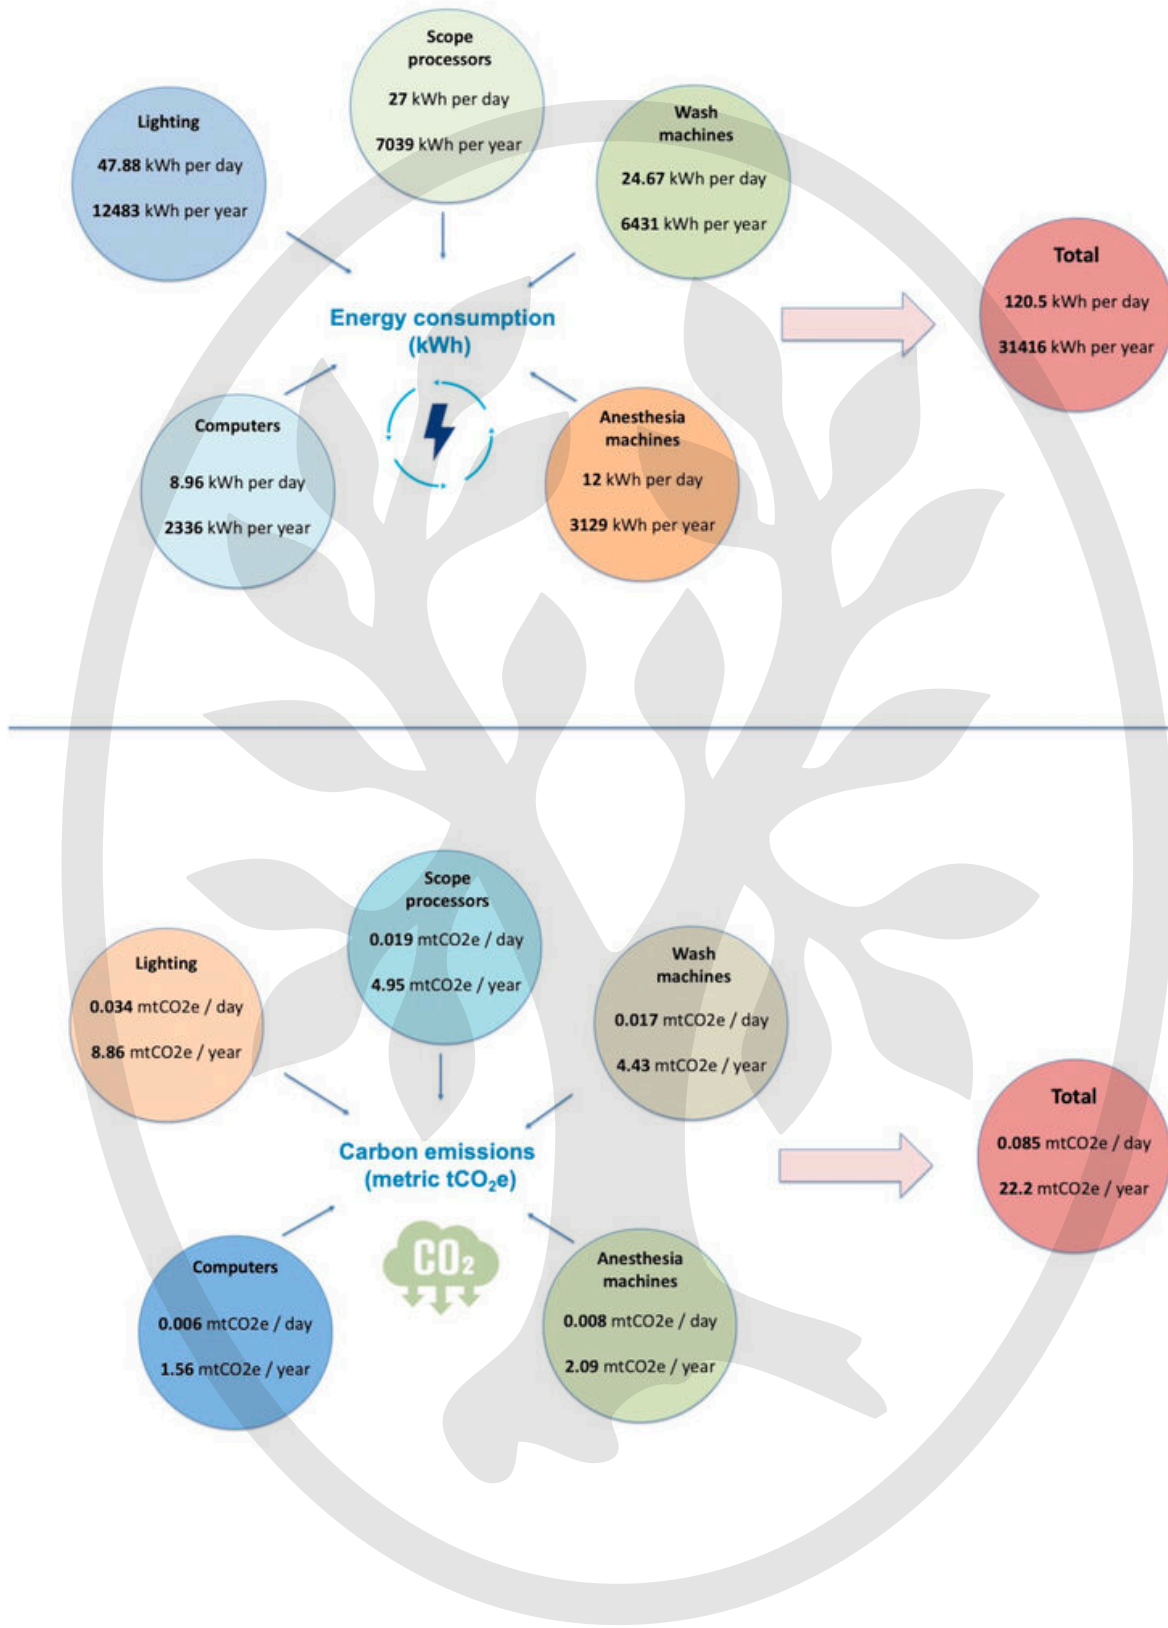 Scope
processors
27 kWh per day
7039 kWh per year
Lighting
47.88 kWh per day
12483 kWh per year
Wash
machines
24.67 kWh per day
6431 kWh per year
Total
120.5 kWh per day
31416 kWh per year
Energy consumption
(kWh)
Computers
8.96 kWh per day
2336 kWh per year
Anesthesia
machines
12 kWh per day
3129 kWh per year
Scope
processors
0.019 mtCO2e / day
4.95 mtCO2e / year
Lighting
0.034 mtCO2e / day
8.86 mtCO2e / year
Wash
machines
0.017 mtCO2e / day
4.43 mtCO2e / year
Total
0.085 mtCO2e / day
22.2 mtCO2e / year
Carbon emissions
(metric tCO₂e)
CO₂
Computers
0.006 mtCO2e / day
1.56 mtCO2e / year
Anesthesia
machines
0.008 mtCO2e / day
2.09 mtCO2e / year